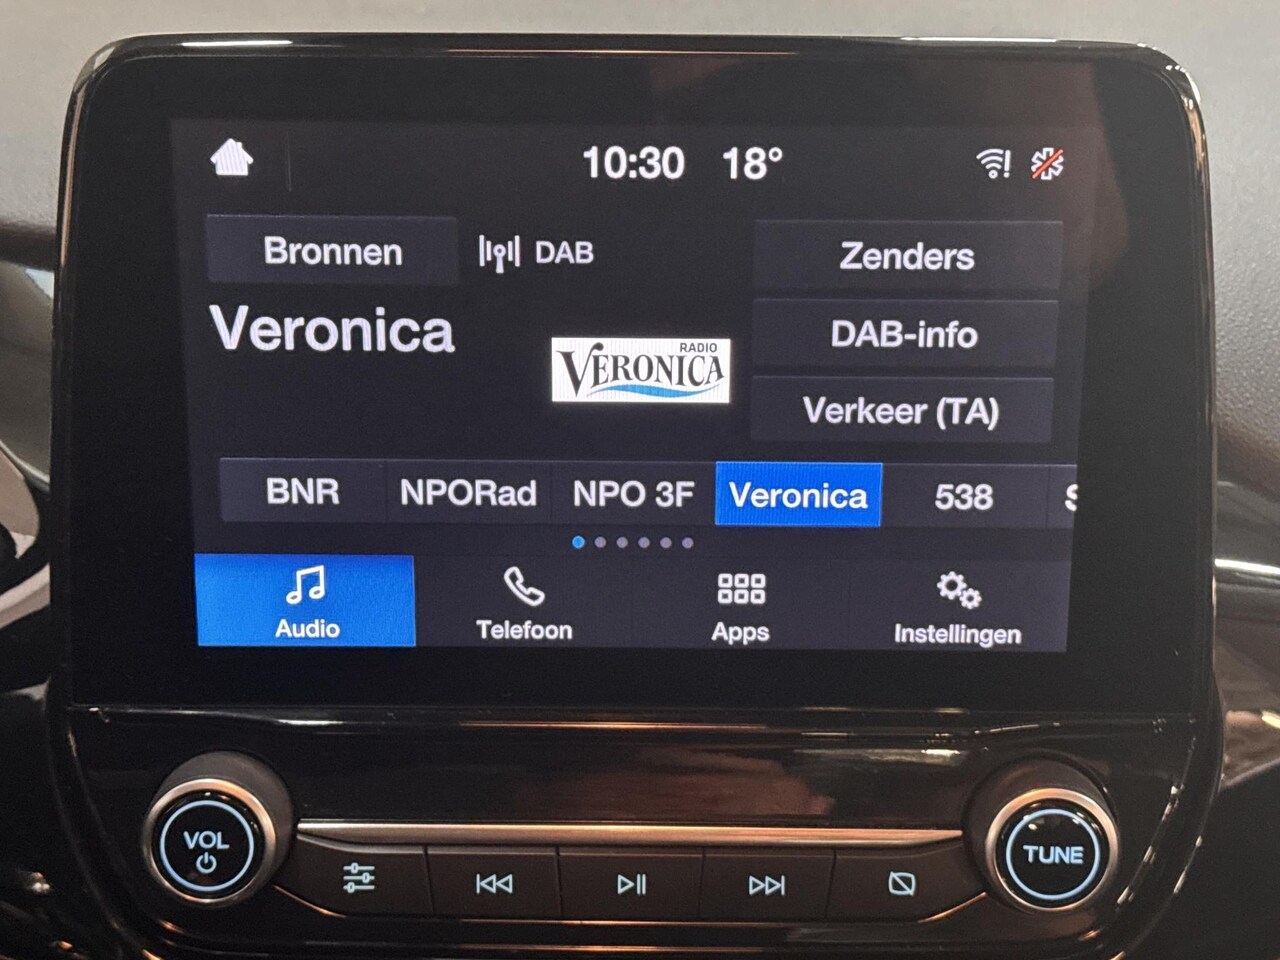 10:30 18°
Bronnen DAB Zenders
Veronica
RADIO
VERONICA
DAB-info
Verkeer (TA)
BNR NPORad NPO 3F Veronica 538 S
Audio Telefoon Apps Instellingen
VOL TUNE